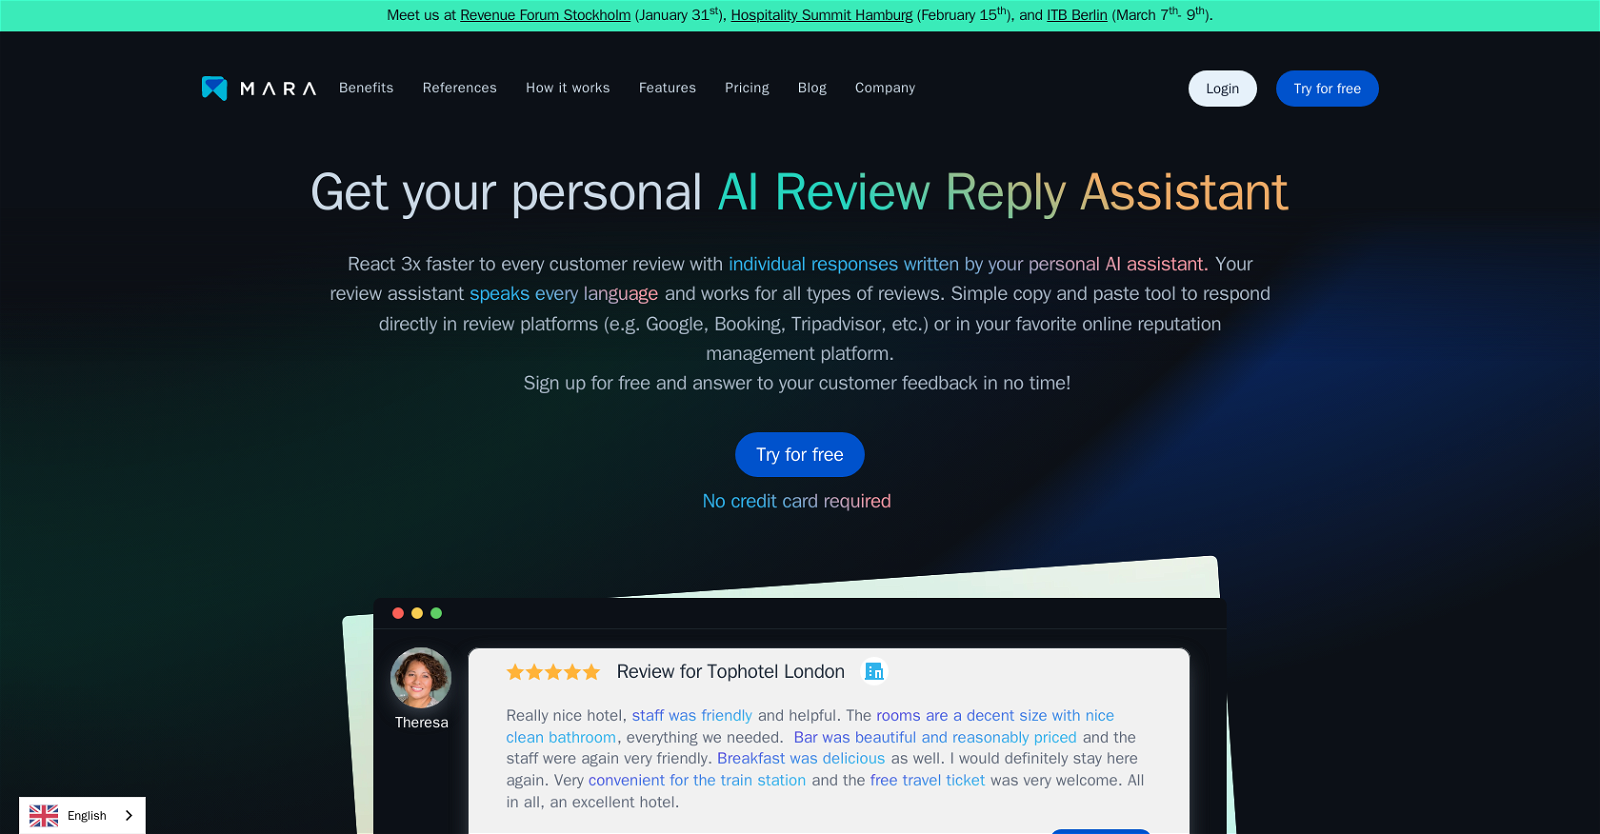 Meet us at Revenue Forum Stockholm (January 31st), Hospitality Summit Hamburg (February 15th), and ITB Berlin (March 7th- 9th).
MARA Benefits References How it works Features Pricing Blog Company Login Try for free
Get your personal AI Review Reply Assistant
React 3x faster to every customer review with individual responses written by your personal AI assistant. Your
review assistant speaks every language and works for all types of reviews. Simple copy and paste tool to respond
directly in review platforms (e.g. Google, Booking, Tripadvisor, etc.) or in your favorite online reputation
management platform.
Sign up for free and answer to your customer feedback in no time!
Try for free
No credit card required
Review for Tophotel London
Theresa
Really nice hotel, staff was friendly and helpful. The rooms are a decent size with nice
clean bathroom, everything we needed. Bar was beautiful and reasonably priced and the
staff were again very friendly. Breakfast was delicious as well. I would definitely stay here
again. Very convenient for the train station and the free travel ticket was very welcome. All
in all, an excellent hotel.
English